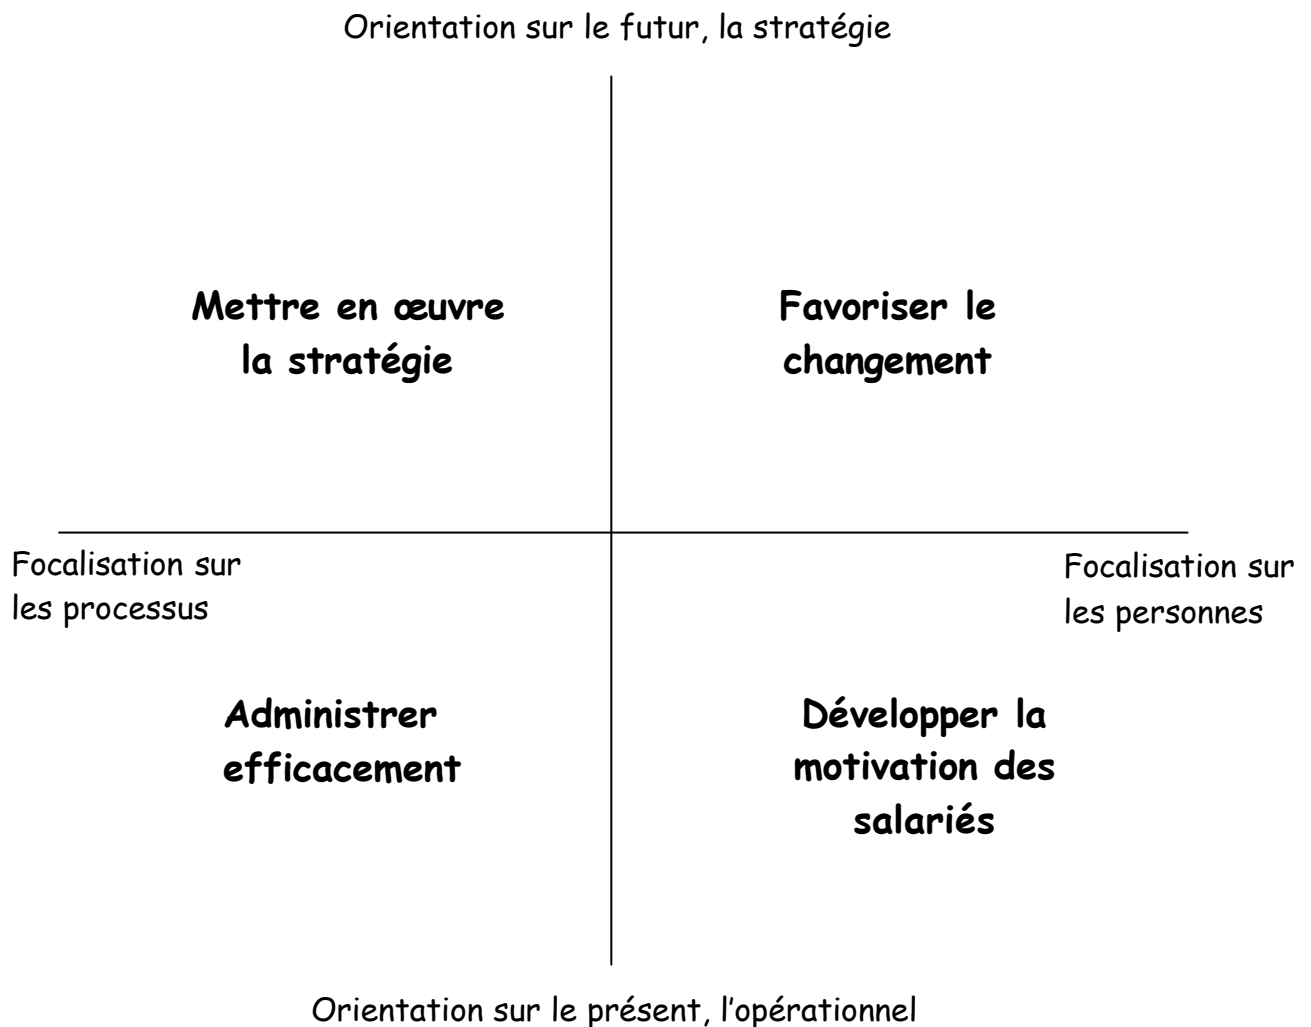 Orientation sur le futur, la stratégie
Mettre en œuvre
la stratégie
Favoriser le
changement
Focalisation sur
les processus
Focalisation sur
les personnes
Administrer
efficacement
Développer la
motivation des
salariés
Orientation sur le présent, l'opérationnel